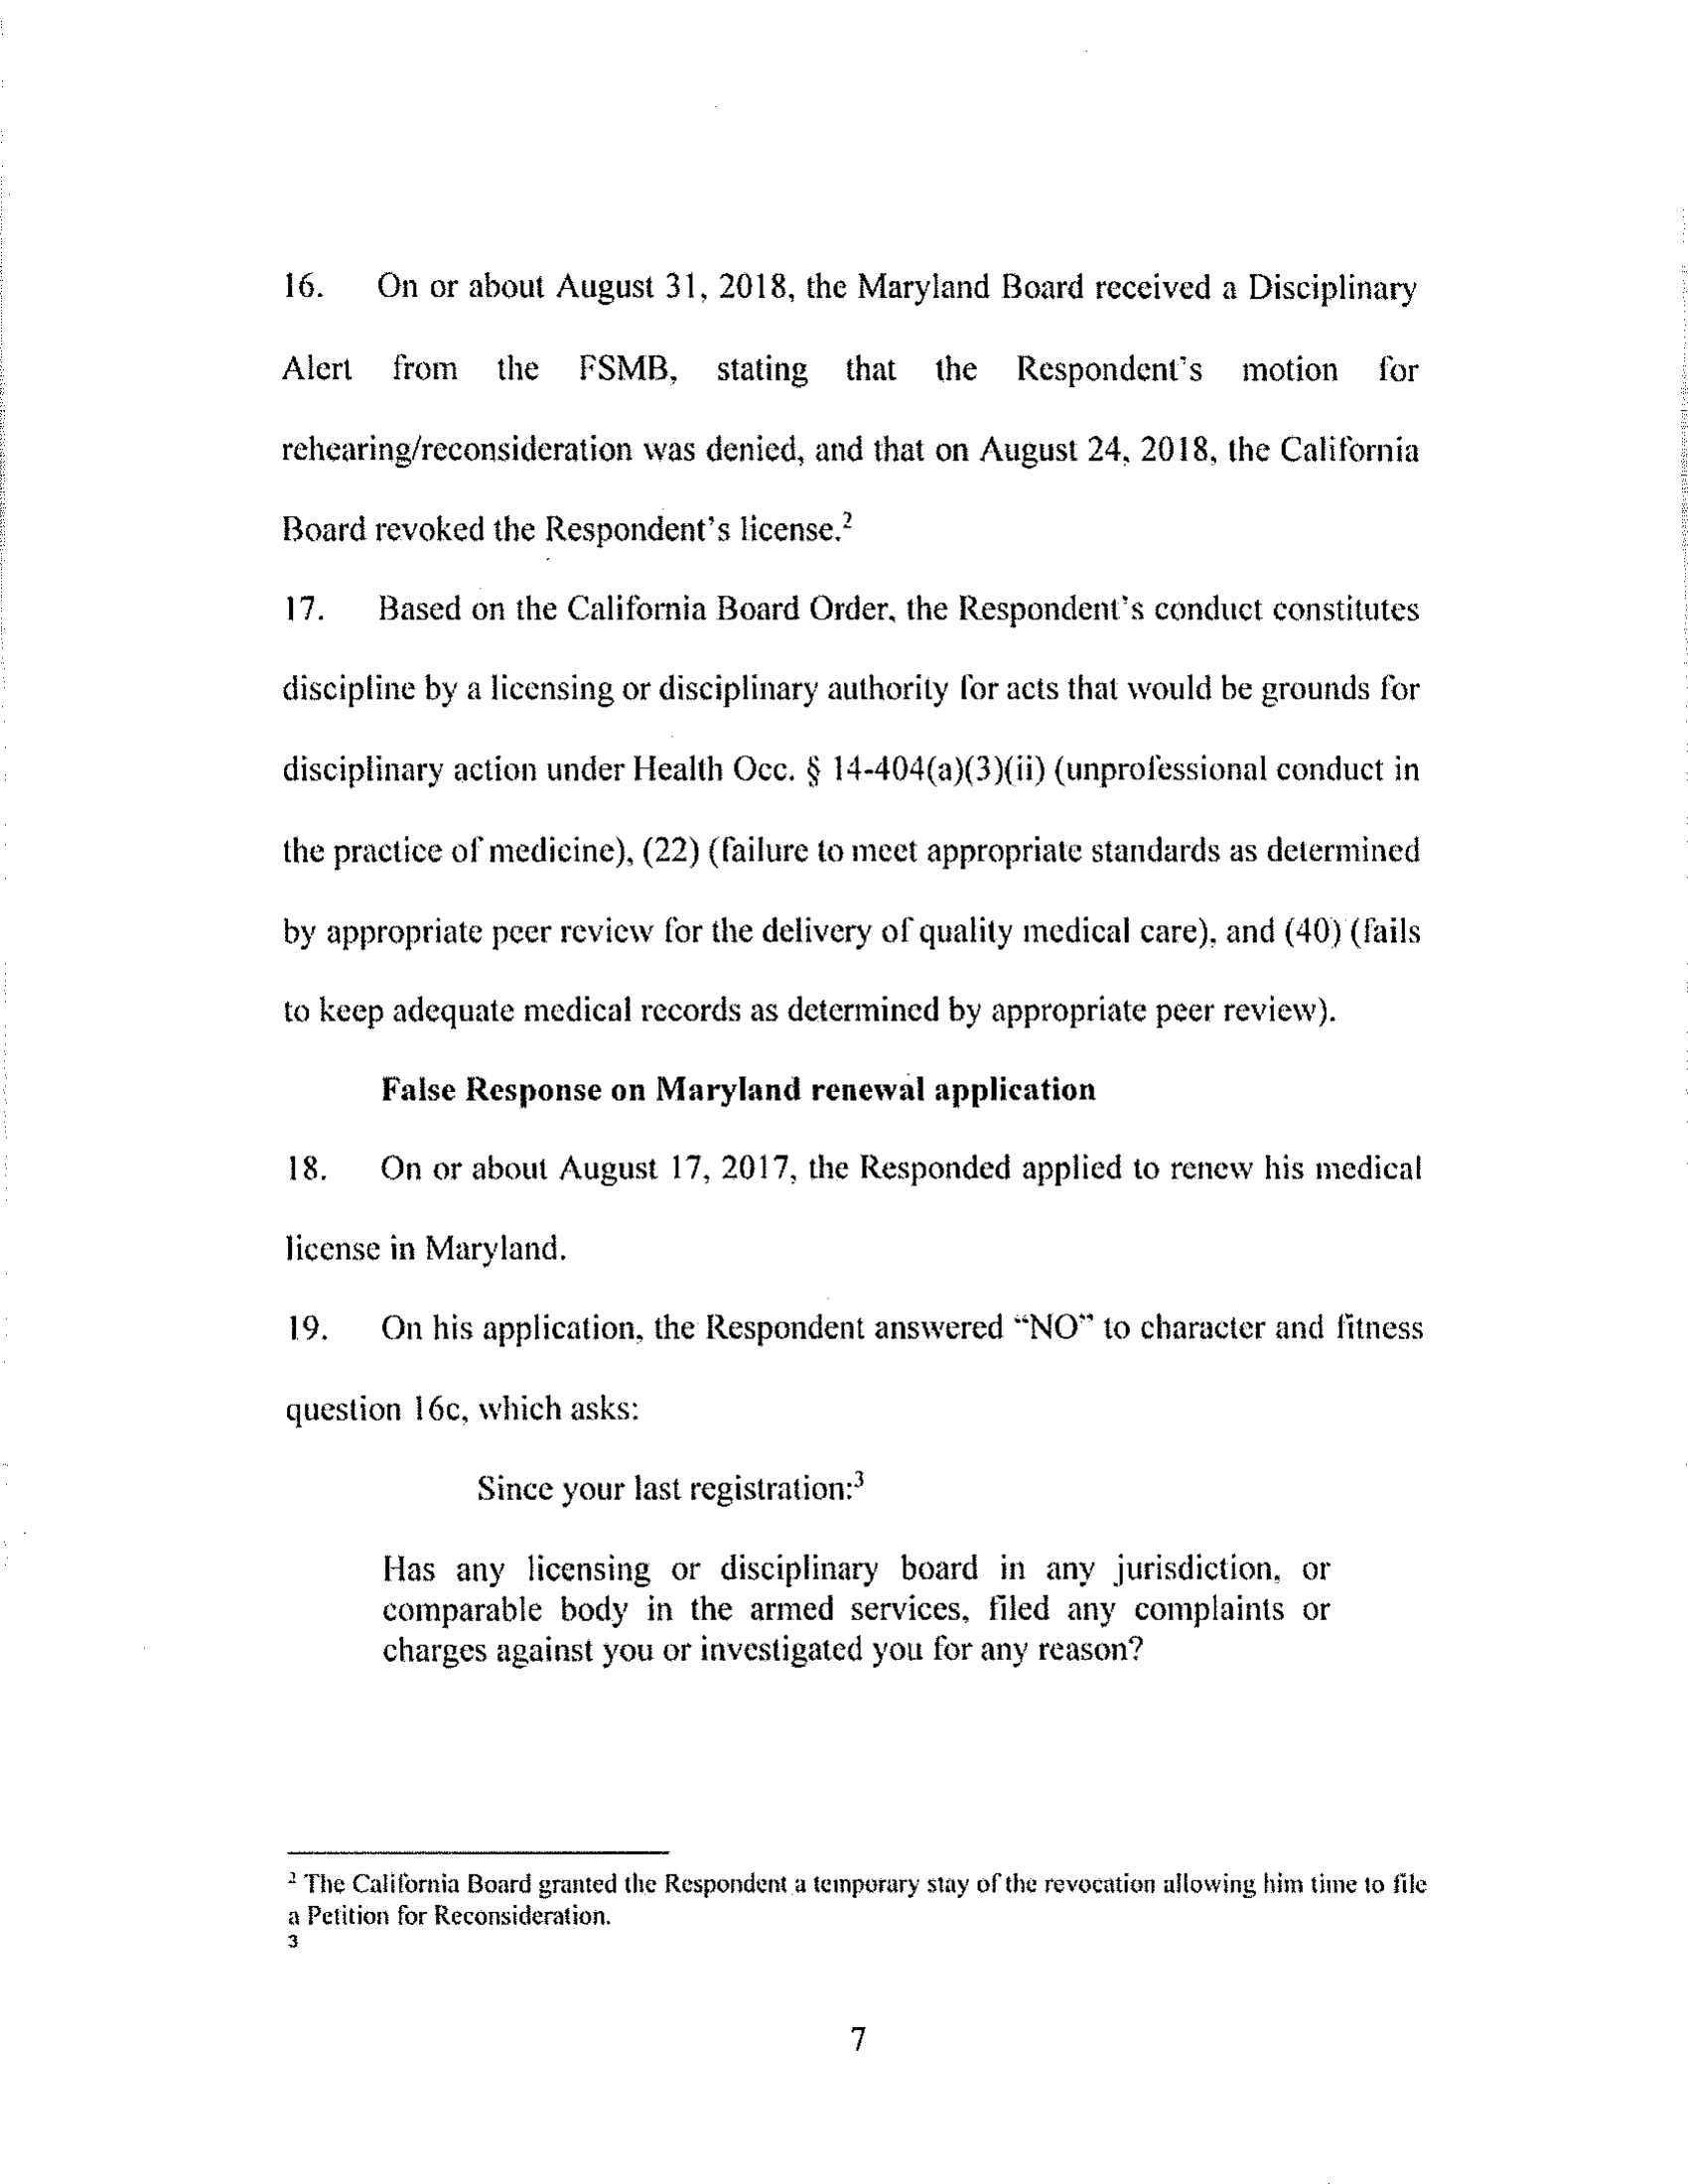 16. On or about August 31, 2018, the Maryland Board received a Disciplinary
Alert from the FSMB, stating that the Respondent's motion for
rehearing/reconsideration was denied, and that on August 24, 2018, the California
Board revoked the Respondent's license.²
17. Based on the California Board Order, the Respondent's conduct constitutes
discipline by a licensing or disciplinary authority for acts that would be grounds for
disciplinary action under Health Occ. § 14-404(a)(3)(ii) (unprofessional conduct in
the practice of medicine), (22) (failure to meet appropriate standards as determined
by appropriate peer review for the delivery of quality medical care), and (40) (fails
to keep adequate medical records as determined by appropriate peer review).
False Response on Maryland renewal application
18. On or about August 17, 2017, the Responded applied to renew his medical
license in Maryland.
19. On his application, the Respondent answered “NO” to character and fitness
question 16c, which asks:
Since your last registration:³
Has any licensing or disciplinary board in any jurisdiction, or
comparable body in the armed services, filed any complaints or
charges against you or investigated you for any reason?
² The California Board granted the Respondent a temporary stay of the revocation allowing him time to file
a Petition for Reconsideration.
3
7